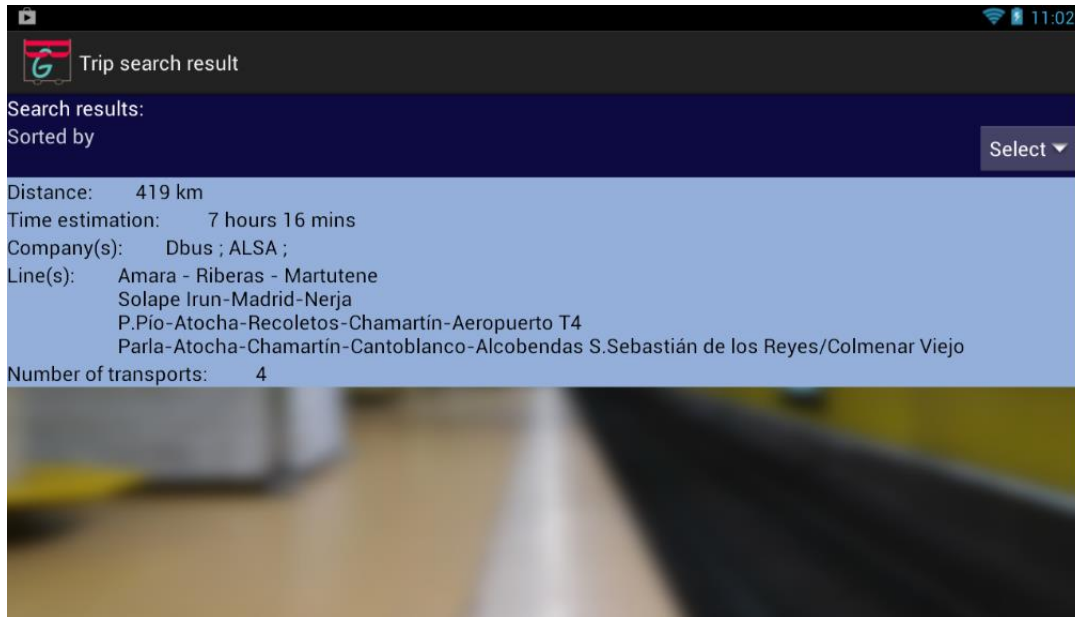 11:02
G Trip search result
Search results:
Sorted by
Select
Distance: 419 km
Time estimation: 7 hours 16 mins
Company(s): Dbus ; ALSA ;
Line(s): Amara - Riberas - Martutene
Solape Irun-Madrid-Nerja
P.Pío-Atocha-Recoletos-Chamartín-Aeropuerto T4
Parla-Atocha-Chamartín-Cantoblanco-Alcobendas S.Sebastián de los Reyes/Colmenar Viejo
Number of transports: 4